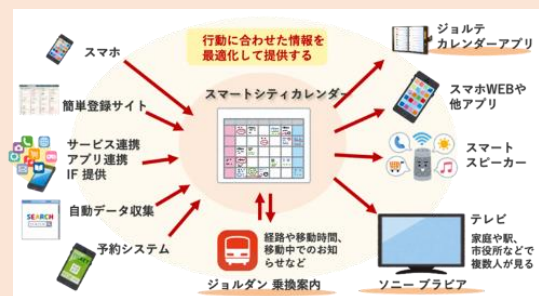 行動に合わせた情報を
最適化して提供する
スマートシティカレンダー
スマホ
簡単登録サイト
サービス連携
アプリ連携
IF 提供
自動データ収集
SEARCH
予約システム
経路や移動時間、
移動中でのお知
らせなど
ジョルダン 乗換案内
ジョルテ
カレンダーアプリ
スマホWEBや
他アプリ
スマート
スピーカー
テレビ
家庭や駅、
市役所などで
複数人が見る
ソニー ブラビア